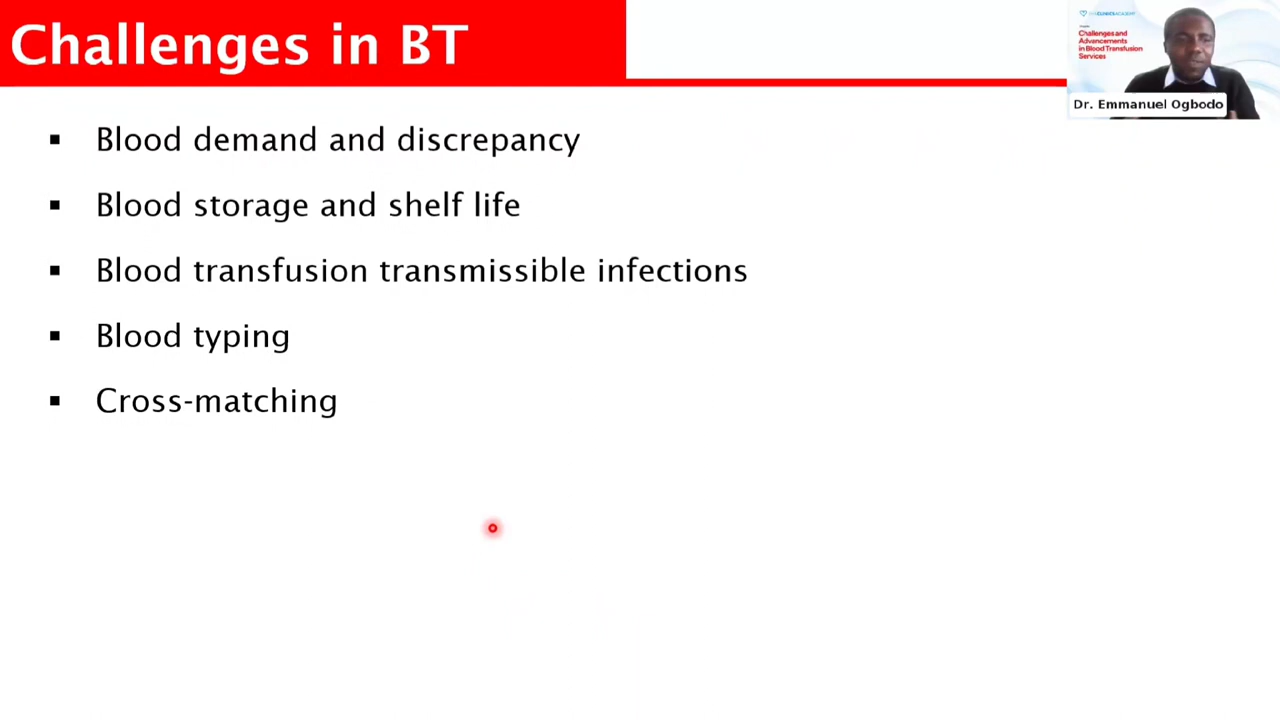 Challenges in BT
Challenges and
Advancements
in Blood Transfusion
Services
Dr. Emmanuel Ogbodo
▪ Blood demand and discrepancy
▪ Blood storage and shelf life
▪ Blood transfusion transmissible infections
▪ Blood typing
▪ Cross-matching